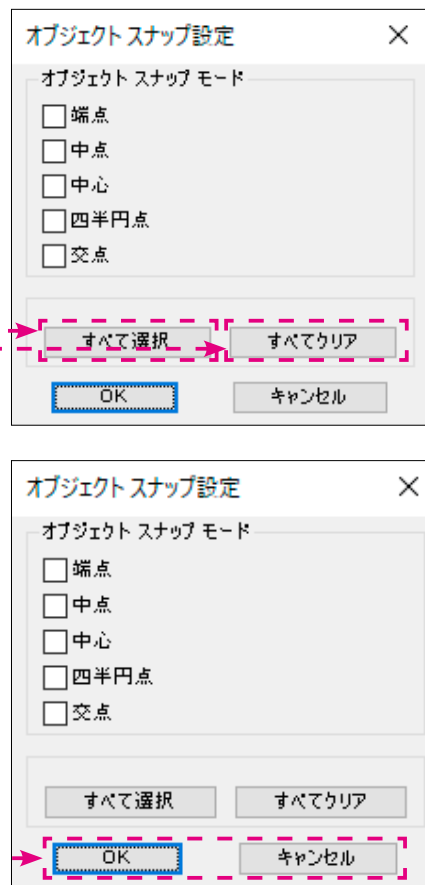 オブジェクト スナップ設定
オブジェクト スナップ モード
端点
中点
中心
四半円点
交点
すべて選択 すべてクリア
OK キャンセル
オブジェクト スナップ設定
オブジェクト スナップ モード
端点
中点
中心
四半円点
交点
すべて選択 すべてクリア
OK キャンセル